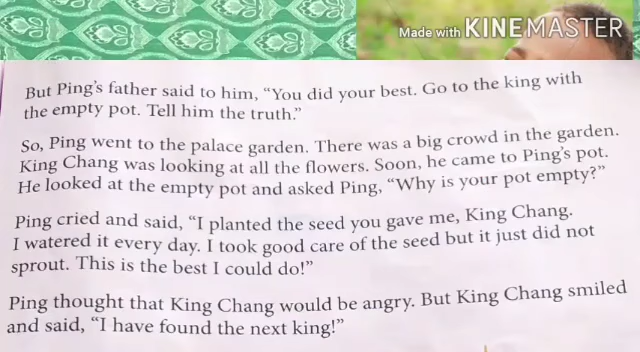 Made with KINEMASTER
But Ping's father said to him, “You did your best. Go to the king with
the empty pot. Tell him the truth.”
So, Ping went to the palace garden. There was a big crowd in the garden.
King Chang was looking at all the flowers. Soon, he came to Ping's pot.
He looked at the empty pot and asked Ping, “Why is your pot empty?”
Ping cried and said, “I planted the seed you gave me, King Chang.
I watered it every day. I took good care of the seed but it just did not
sprout. This is the best I could do!”
Ping thought that King Chang would be angry. But King Chang smiled
and said, “I have found the next king!”